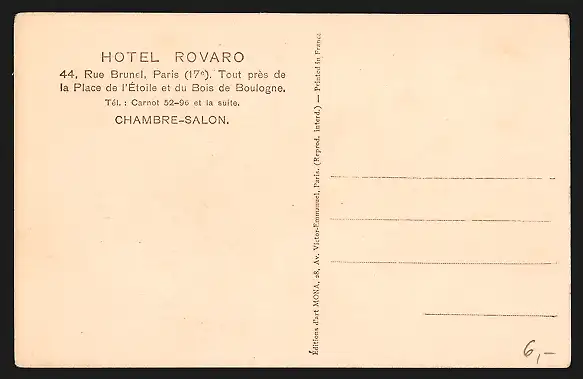 HOTEL ROVARO
44, Rue Brunel, Paris (17e). Tout près de
la Place de l'Étoile et du Bois de Boulogne.
Tél. : Carnot 52-96 et la suite.
CHAMBRE-SALON.
Éditions d'art MONA, 28, Av. Victor-Emmanuel, Paris. (Reprod. interd.) — Printed in France
6,-